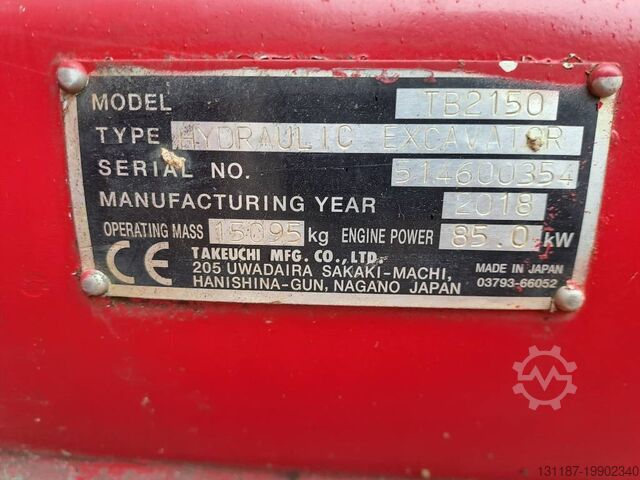 MODEL TB2150
TYPE HYDRAULIC EXCAVATOR
SERIAL NO. 514600354
MANUFACTURING YEAR 2018
OPERATING MASS 15095 kg ENGINE POWER 85.0 kW
CE TAKEUCHI MFG. CO., LTD.
205 UWADAIRA SAKAKI-MACHI,
HANISHINA-GUN, NAGANO JAPAN
MADE IN JAPAN
03793-66052
131187-19902340